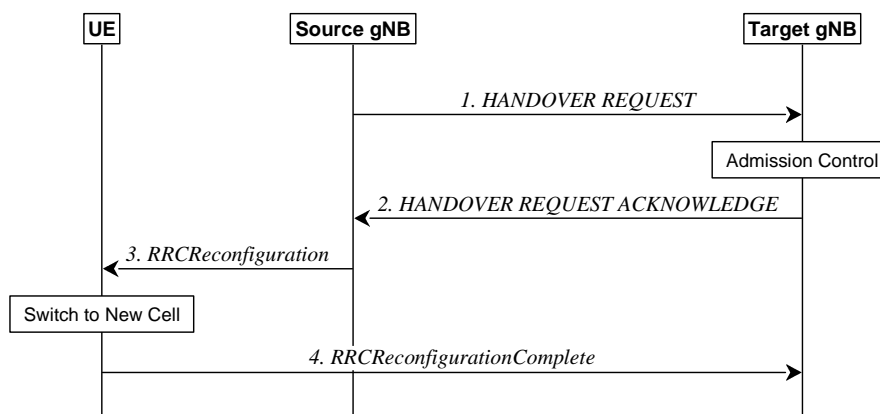 UE Source gNB Target gNB
1. HANDOVER REQUEST
Admission Control
2. HANDOVER REQUEST ACKNOWLEDGE
3. RRCReconfiguration
Switch to New Cell
4. RRCReconfigurationComplete